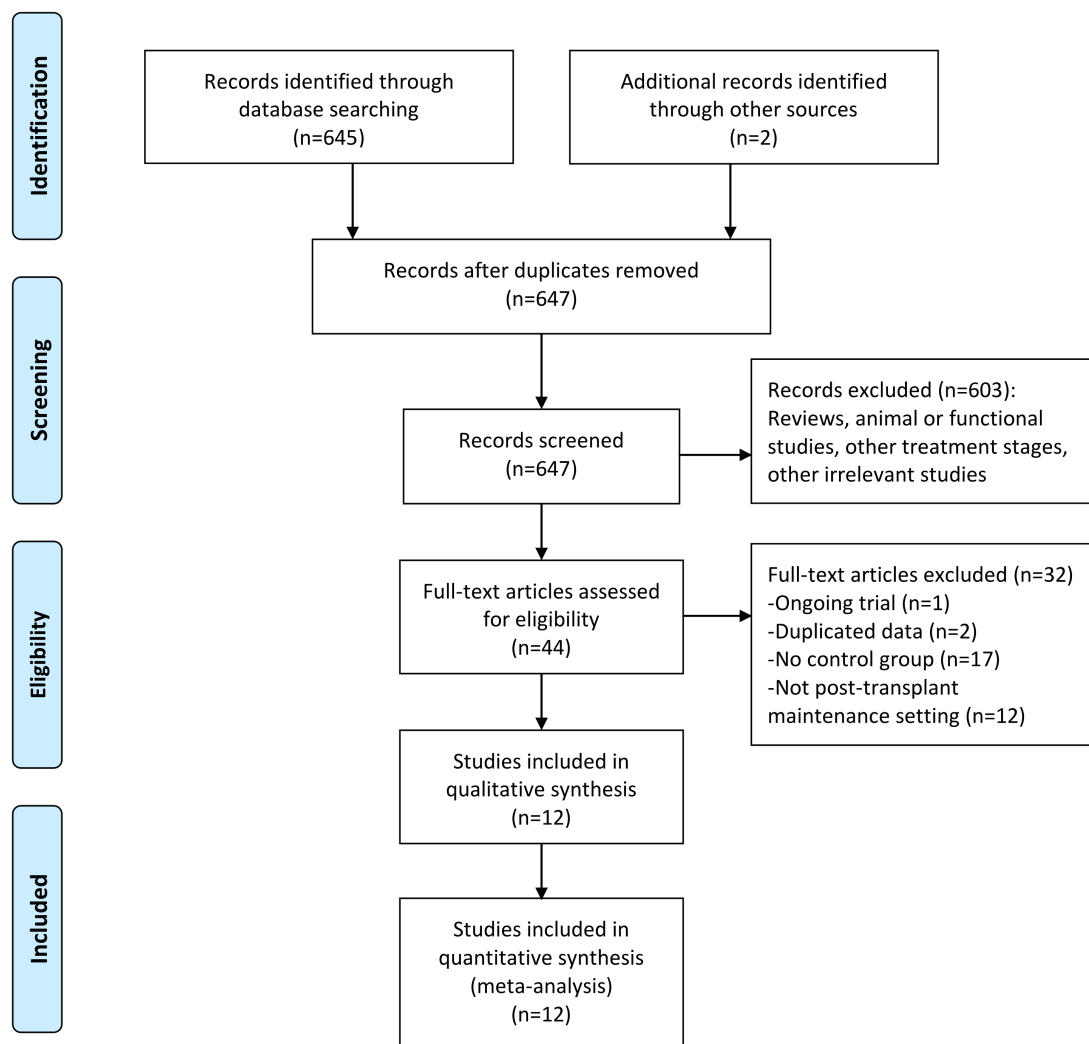 Identification
Records identified through
database searching
(n=645)
Additional records identified
through other sources
(n=2)
Records after duplicates removed
(n=647)
Screening
Records screened
(n=647)
Records excluded (n=603):
Reviews, animal or functional
studies, other treatment stages,
other irrelevant studies
Eligibility
Full-text articles assessed
for eligibility
(n=44)
Full-text articles excluded (n=32)
-Ongoing trial (n=1)
-Duplicated data (n=2)
-No control group (n=17)
-Not post-transplant
maintenance setting (n=12)
Studies included in
qualitative synthesis
(n=12)
Included
Studies included in
quantitative synthesis
(meta-analysis)
(n=12)